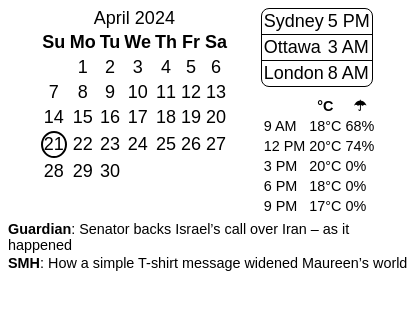 April 2024
Su Mo Tu We Th Fr Sa
1 2 3 4 5 6
7 8 9 10 11 12 13
14 15 16 17 18 19 20
21 22 23 24 25 26 27
28 29 30
Sydney 5 PM
Ottawa 3 AM
London 8 AM
°C ☂
9 AM 18°C 68%
12 PM 20°C 74%
3 PM 20°C 0%
6 PM 18°C 0%
9 PM 17°C 0%
Guardian: Senator backs Israel’s call over Iran – as it
happened
SMH: How a simple T-shirt message widened Maureen’s world